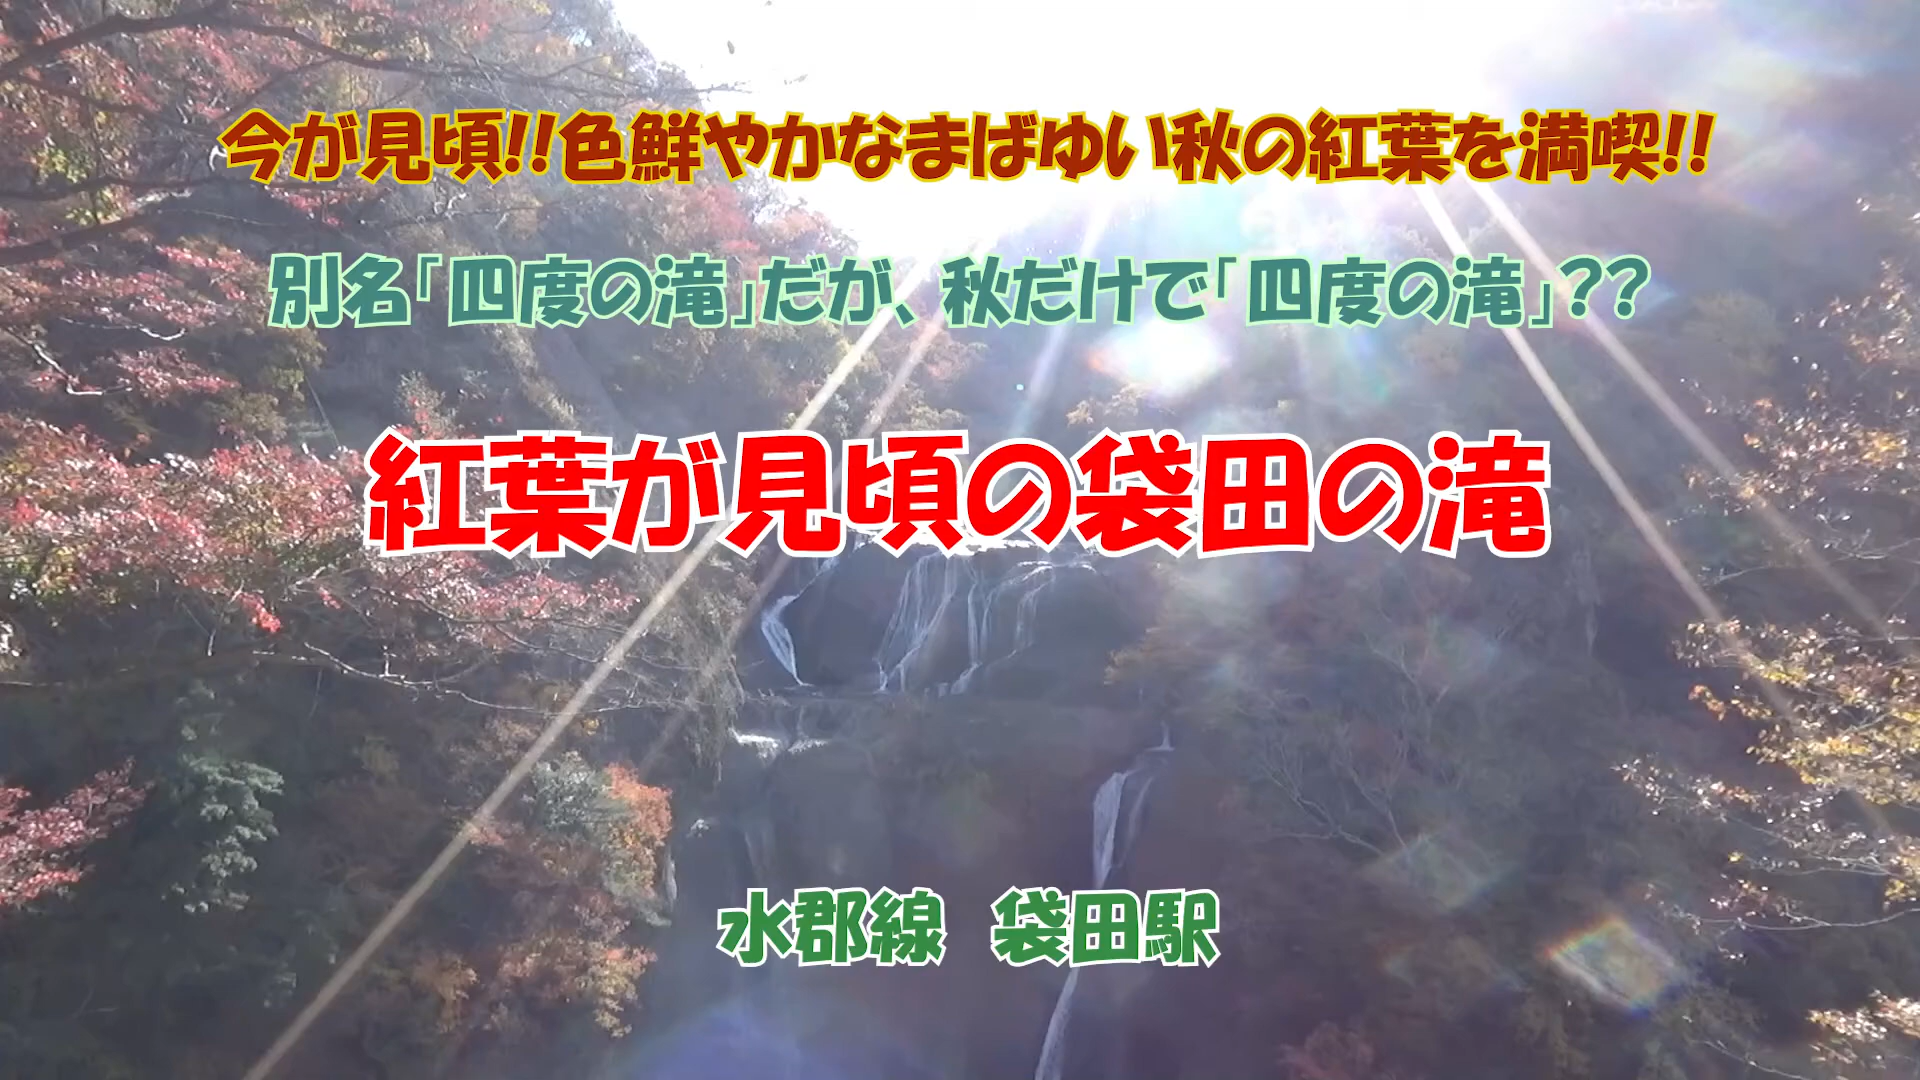 今が見頃!!色鮮やかなまばゆい秋の紅葉を満喫!!
別名「四度の滝」だが、秋だけで「四度の滝」??
紅葉が見頃の袋田の滝
水郡線　袋田駅